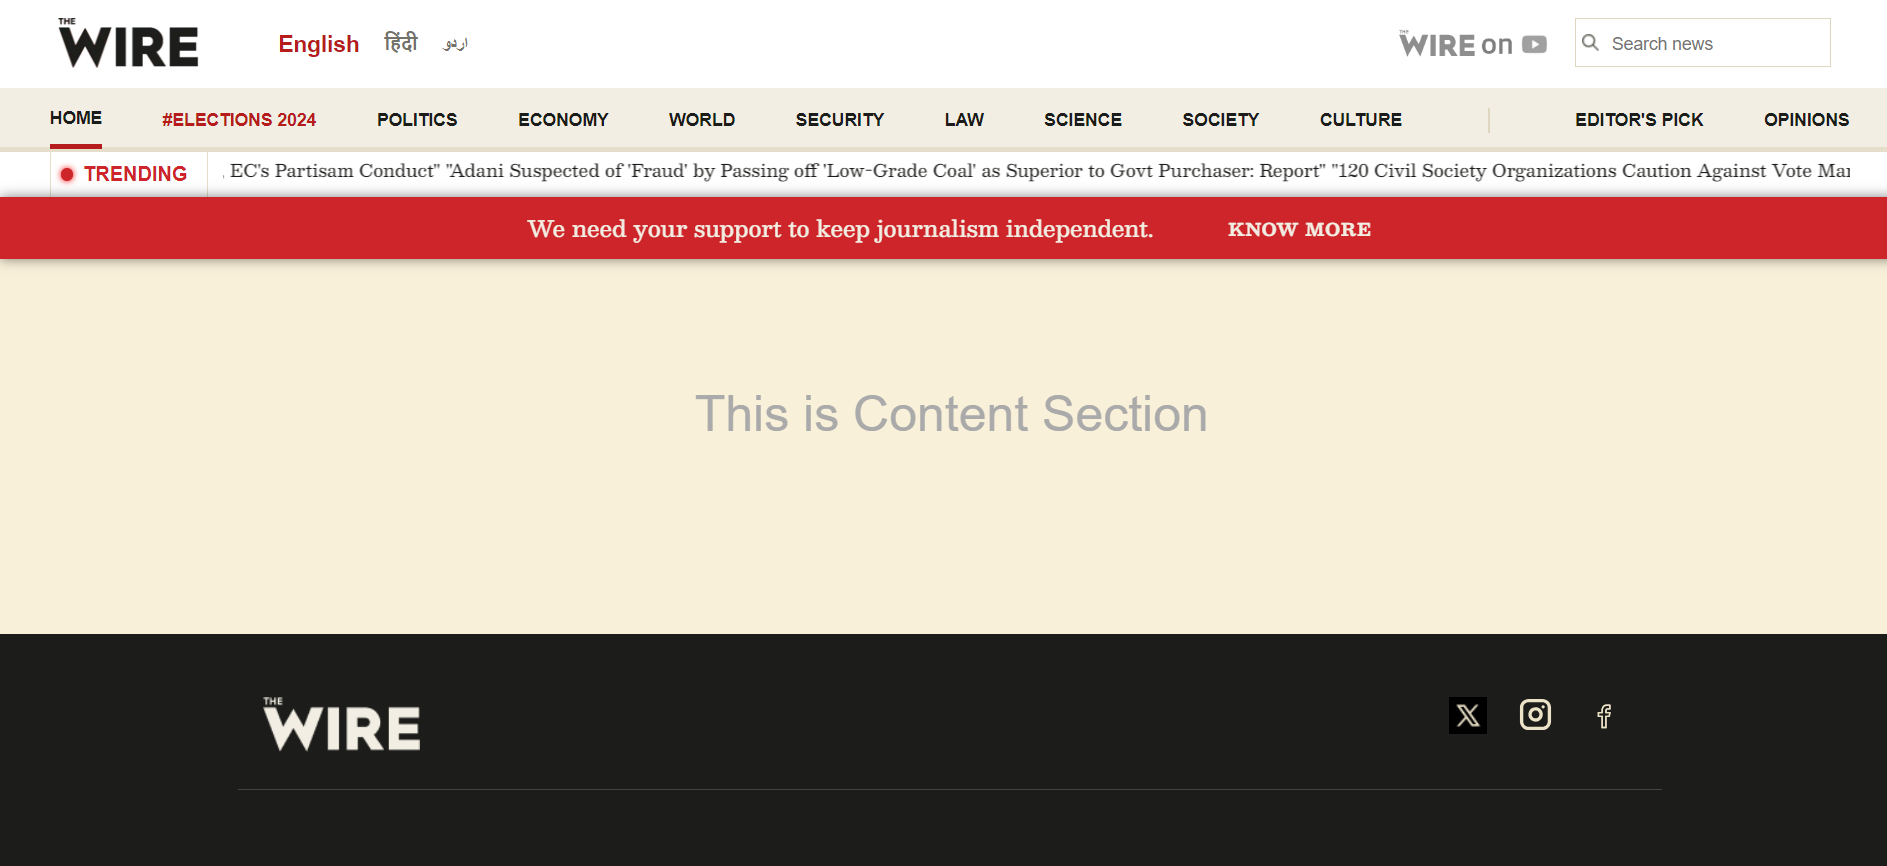 THE WIRE
English हिंदी اردو
THE WIRE on
Search news
HOME #ELECTIONS 2024 POLITICS ECONOMY WORLD SECURITY LAW SCIENCE SOCIETY CULTURE EDITOR'S PICK OPINIONS
TRENDING EC's Partisam Conduct" "Adani Suspected of 'Fraud' by Passing off 'Low-Grade Coal' as Superior to Govt Purchaser: Report" "120 Civil Society Organizations Caution Against Vote
We need your support to keep journalism independent. KNOW MORE
This is Content Section
THE WIRE